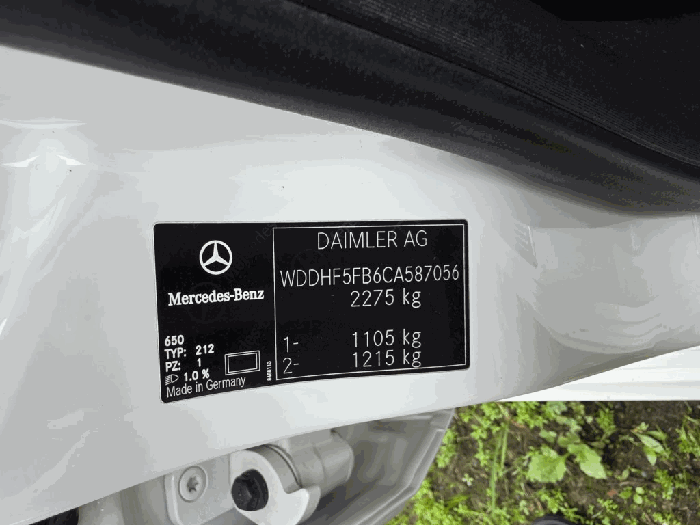 DAIMLER AG
WDDHF5FB6CA587056
2275 kg
1- 1105 kg
2- 1215 kg
Mercedes-Benz
650
TYP: 212
PZ: 1
1.0 %
Made in Germany